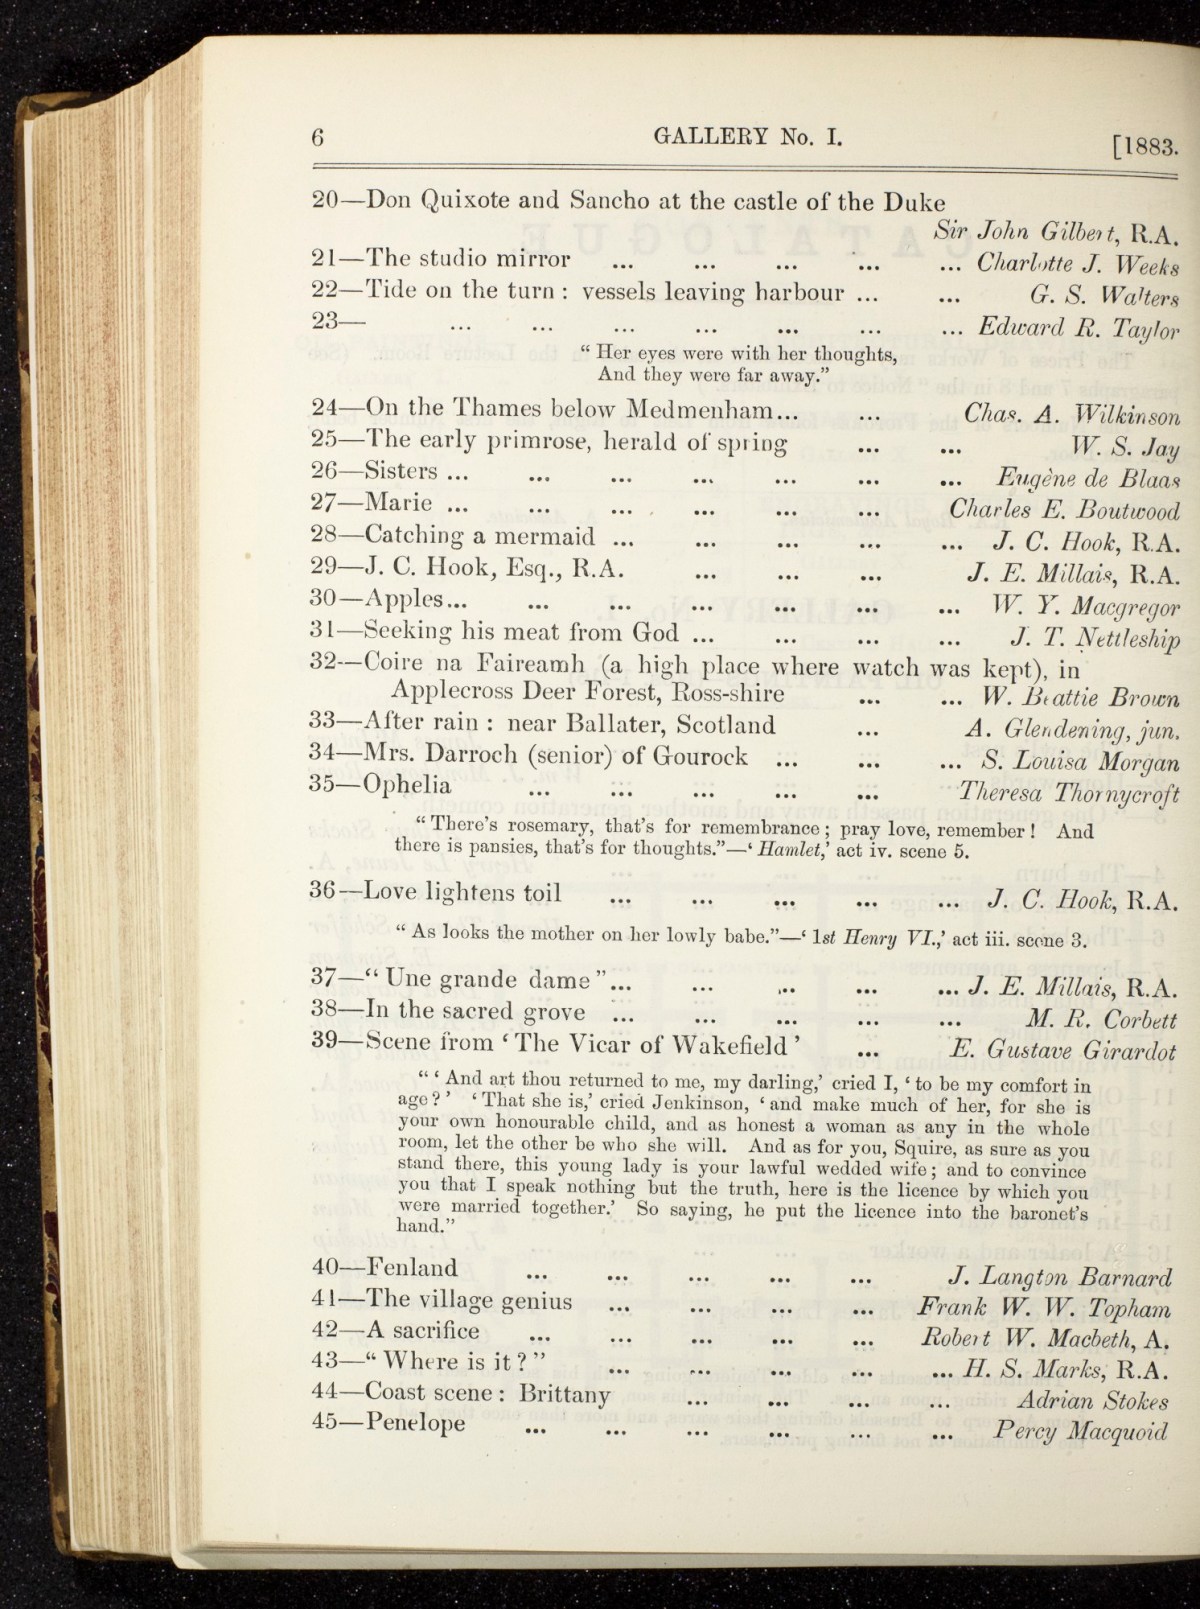 6 GALLERY No. I. [1883.
20—Don Quixote and Sancho at the castle of the Duke
Sir John Gilbert, R.A.
21—The studio mirror ... ... ... ... ... Charlotte J. Weeks
22—Tide on the turn : vessels leaving harbour ... ... G. S. Walters
23— ... ... ... ... ... ... ... Edward R. Taylor
“ Her eyes were with her thoughts,
And they were far away.”
24—On the Thames below Medmenham... ... Chas. A. Wilkinson
25—The early primrose, herald of spring ... ... W. S. Jay
26—Sisters ... ... ... ... ... ... ... Eugène de Blaas
27—Marie ... ... ... ... ... ... Charles E. Boutwood
28—Catching a mermaid ... ... ... ... ... J. C. Hook, R.A.
29—J. C. Hook, Esq., R.A. ... ... ... J. E. Millais, R.A.
30—Apples... ... ... ... ... ... ... W. Y. Macgregor
31—Seeking his meat from God ... ... ... ... J. T. Nettleship
32—Coire na Faireamh (a high place where watch was kept), in
Applecross Deer Forest, Ross-shire ... ... W. Beattie Brown
33—After rain : near Ballater, Scotland ... A. Glendening, jun.
34—Mrs. Darroch (senior) of Gourock ... ... ... S. Louisa Morgan
35—Ophelia ... ... ... ... ... Theresa Thornycroft
“ There’s rosemary, that’s for remembrance ; pray love, remember ! And
there is pansies, that’s for thoughts.”—‘ Hamlet,’ act iv. scene 5.
36—Love lightens toil ... ... ... ... ... J. C. Hook, R.A.
“ As looks the mother on her lowly babe.”—‘ 1st Henry VI.,’ act iii. scene 3.
37—“ Une grande dame ”... ... ... ... ... J. E. Millais, R.A.
38—In the sacred grove ... ... ... ... ... M. R. Corbett
39—Scene from ‘ The Vicar of Wakefield ’ ... E. Gustave Girardot
“ ‘ And art thou returned to me, my darling,’ cried I, ‘ to be my comfort in
age ? ’ ‘ That she is,’ cried Jenkinson, ‘ and make much of her, for she is
your own honourable child, and as honest a woman as any in the whole
room, let the other be who she will. And as for you, Squire, as sure as you
stand there, this young lady is your lawful wedded wife ; and to convince
you that I speak nothing but the truth, here is the licence by which you
were married together.’ So saying, he put the licence into the baronet’s
hand.”
40—Fenland ... ... ... ... ... J. Langton Barnard
41—The village genius ... ... ... ... Frank W. W. Topham
42—A sacrifice ... ... ... ... ... Robert W. Macbeth, A.
43—“ Where is it ? ” ... ... ... ... ... H. S. Marks, R.A.
44—Coast scene : Brittany ... ... ... ... Adrian Stokes
45—Penelope ... ... ... ... ... ... Percy Macquoid